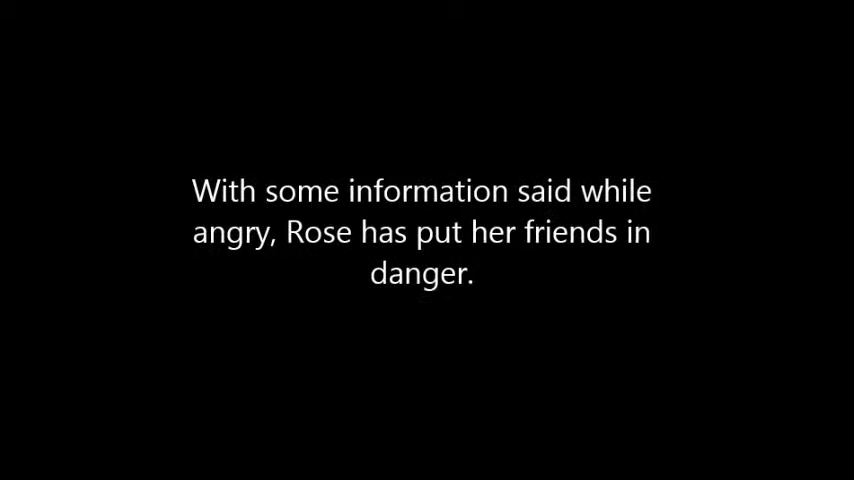 With some information said while
angry, Rose has put her friends in
danger.